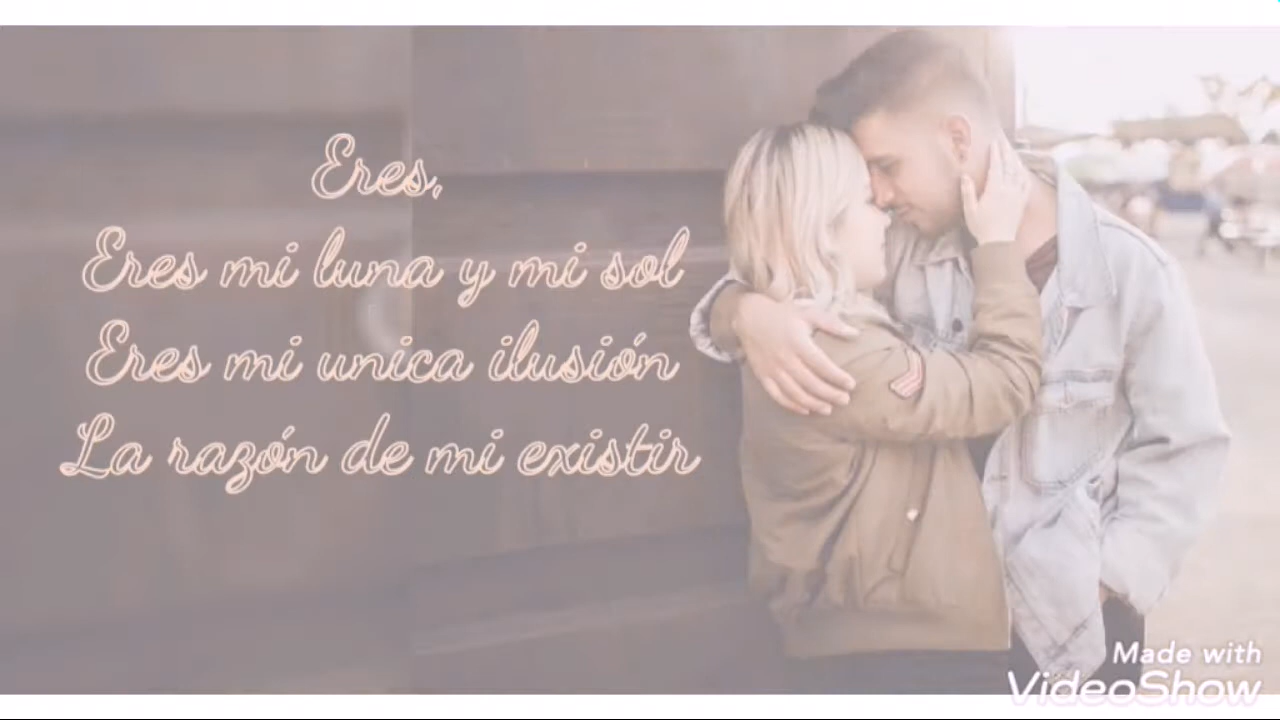 Eres,
Eres mi luna y mi sol
Eres mi unica ilusión
La razón de mi existir
Made with
VideoShow